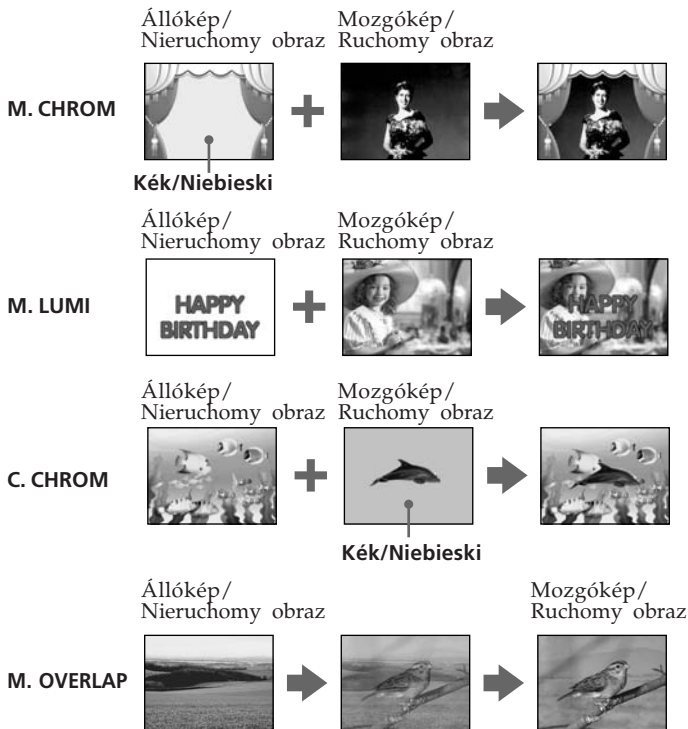 Állókép/
Nieruchomy obraz
Mozgókép/
Ruchomy obraz
M. CHROM
Kék/Niebieski
Állókép/
Nieruchomy obraz
Mozgókép/
Ruchomy obraz
M. LUMI
HAPPY
BIRTHDAY
HAPPY
BIRTHDAY
Állókép/
Nieruchomy obraz
Mozgókép/
Ruchomy obraz
C. CHROM
Kék/Niebieski
Állókép/
Nieruchomy obraz
Mozgókép/
Ruchomy obraz
M. OVERLAP